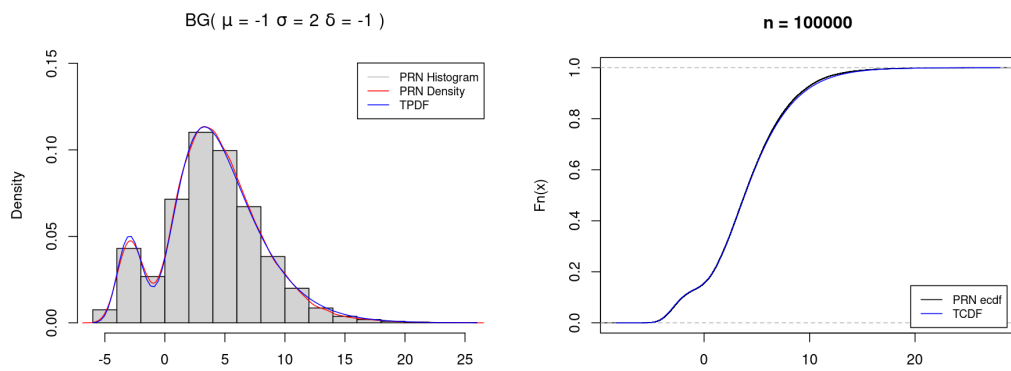 BG( μ = -1 σ = 2 δ = -1 )
0.15
0.10
0.05
0.00
Density
-5 0 5 10 15 20 25
PRN Histogram
PRN Density
TPDF
n = 100000
1.0
0.8
0.6
0.4
0.2
0.0
Fn(x)
0 10 20
PRN ecdf
TCDF